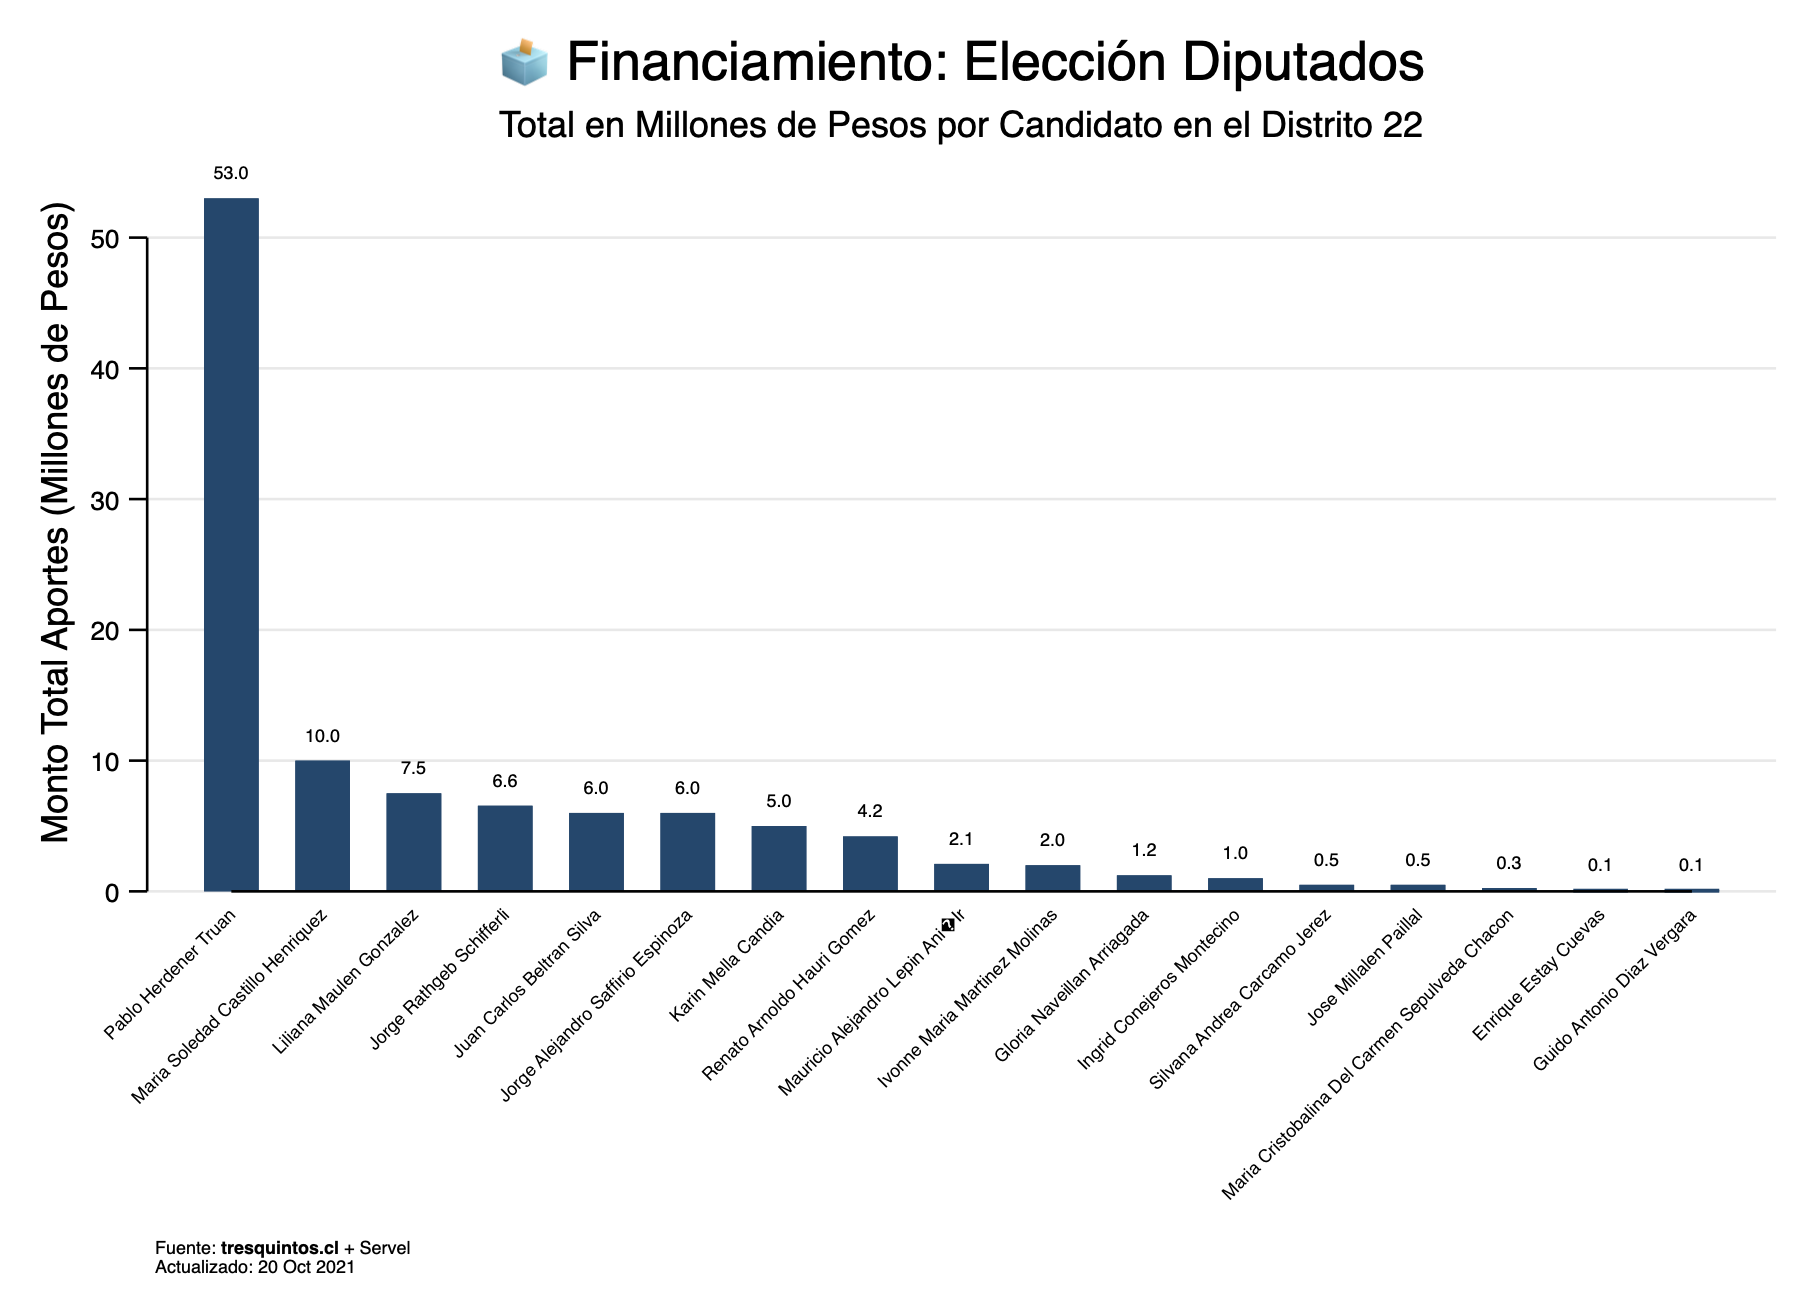 Financiamiento: Elección Diputados
Total en Millones de Pesos por Candidato en el Distrito 22
Monto Total Aportes (Millones de Pesos)
50
40
30
20
10
0
53.0
10.0
7.5
6.6
6.0
6.0
5.0
4.2
2.1
2.0
1.2
1.0
0.5
0.5
0.3
0.1
0.1
Pablo Herdener Truan
Maria Soledad Castillo Henriquez
Liliana Maulen Gonzalez
Jorge Rathgeb Schifferli
Juan Carlos Beltran Silva
Jorge Alejandro Saffirio Espinoza
Karin Mella Candia
Renato Arnoldo Hauri Gomez
Mauricio Alejandro Lepin Ani�Ir
Ivonne Maria Martinez Molinas
Gloria Naveillan Arriagada
Ingrid Conejeros Montecino
Silvana Andrea Carcamo Jerez
Jose Millalen Paillal
Maria Cristobalina Del Carmen Sepulveda Chacon
Enrique Estay Cuevas
Guido Antonio Diaz Vergara
Fuente: tresquintos.cl + Servel
Actualizado: 20 Oct 2021